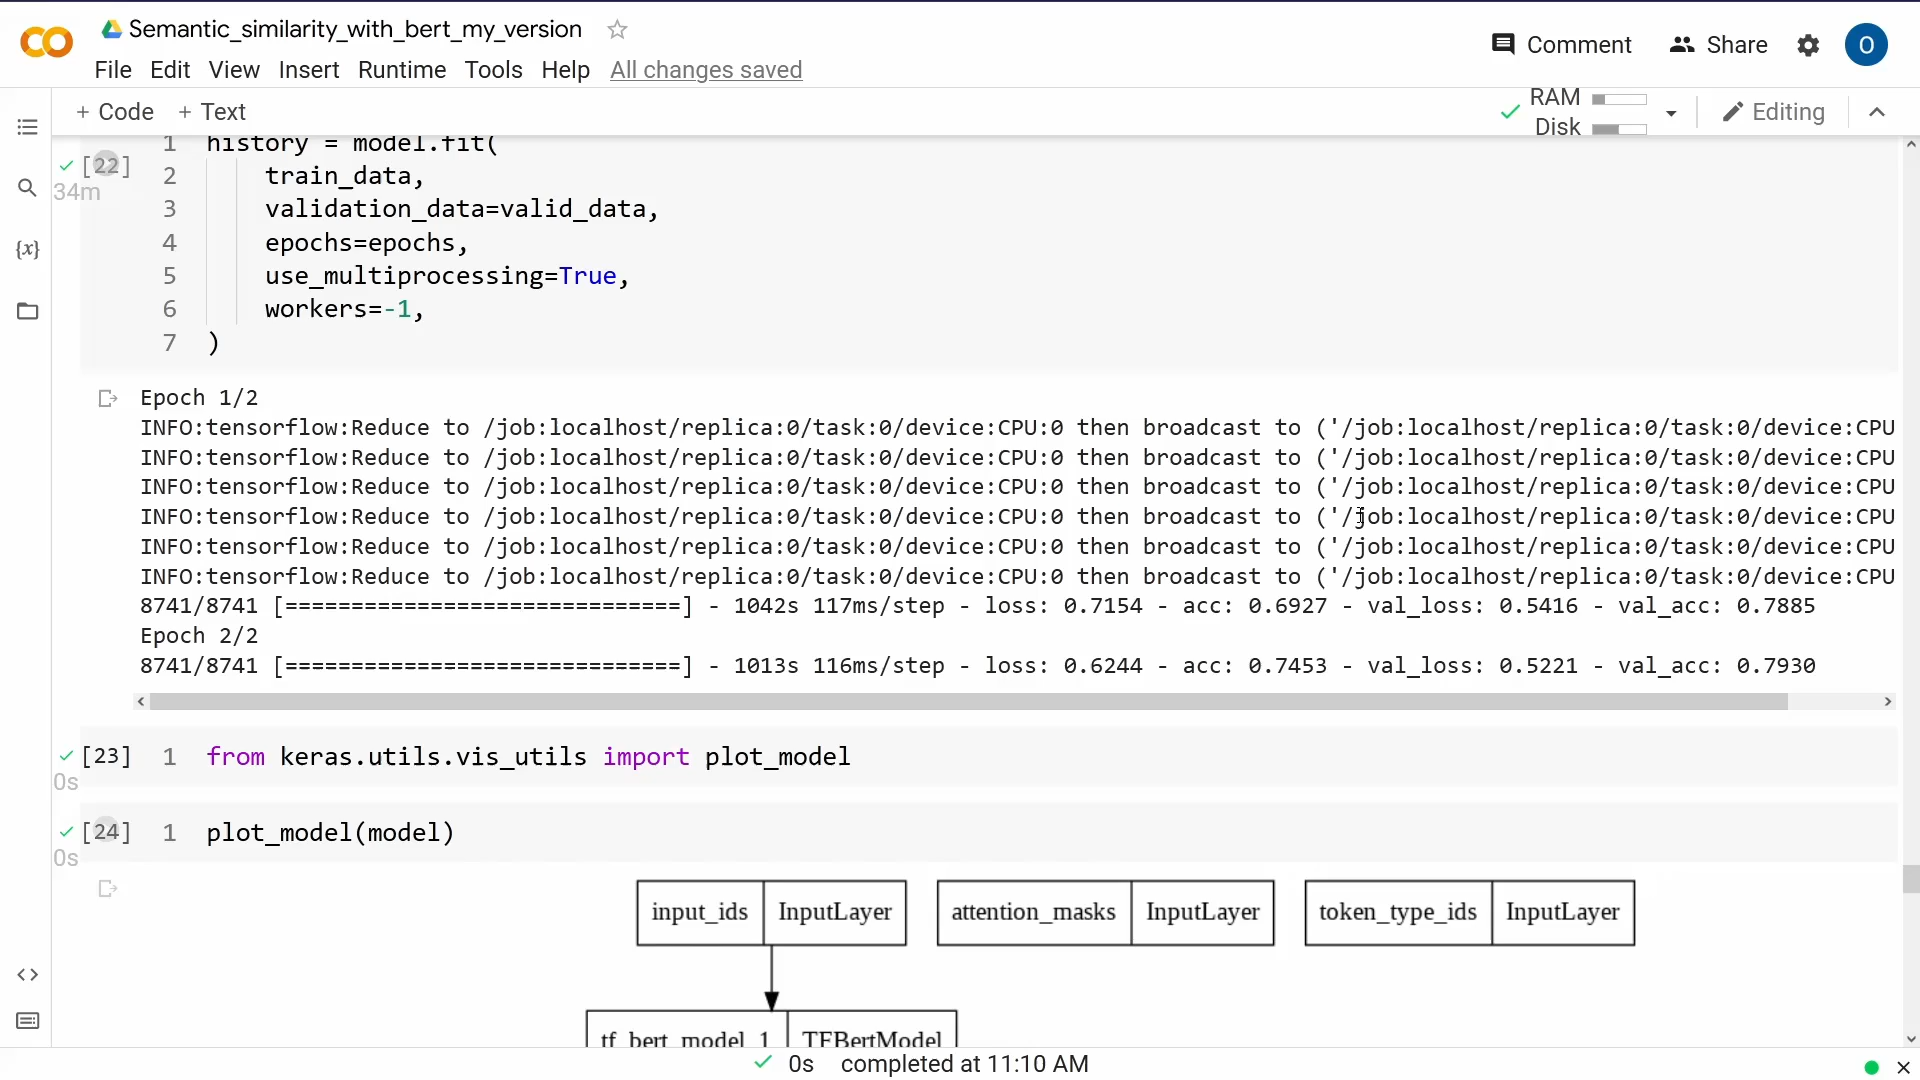 Semantic_similarity_with_bert_my_version
Comment
Share
O
File Edit View Insert Runtime Tools Help All changes saved
+ Code + Text
RAM
Disk
Editing
[22]
34m
1 history = model.fit(
2 train_data,
3 validation_data=valid_data,
4 epochs=epochs,
5 use_multiprocessing=True,
6 workers=-1,
7 )
Epoch 1/2
INFO:tensorflow:Reduce to /job:localhost/replica:0/task:0/device:CPU:0 then broadcast to ('/job:localhost/replica:0/task:0/device:CPU
INFO:tensorflow:Reduce to /job:localhost/replica:0/task:0/device:CPU:0 then broadcast to ('/job:localhost/replica:0/task:0/device:CPU
INFO:tensorflow:Reduce to /job:localhost/replica:0/task:0/device:CPU:0 then broadcast to ('/job:localhost/replica:0/task:0/device:CPU
INFO:tensorflow:Reduce to /job:localhost/replica:0/task:0/device:CPU:0 then broadcast to ('/job:localhost/replica:0/task:0/device:CPU
INFO:tensorflow:Reduce to /job:localhost/replica:0/task:0/device:CPU:0 then broadcast to ('/job:localhost/replica:0/task:0/device:CPU
INFO:tensorflow:Reduce to /job:localhost/replica:0/task:0/device:CPU:0 then broadcast to ('/job:localhost/replica:0/task:0/device:CPU
8741/8741 [==============================] - 1042s 117ms/step - loss: 0.7154 - acc: 0.6927 - val_loss: 0.5416 - val_acc: 0.7885
Epoch 2/2
8741/8741 [==============================] - 1013s 116ms/step - loss: 0.6244 - acc: 0.7453 - val_loss: 0.5221 - val_acc: 0.7930
[23] 1 from keras.utils.vis_utils import plot_model
0s
[24] 1 plot_model(model)
0s
input_ids InputLayer attention_masks InputLayer token_type_ids InputLayer
tf_bert_model_1 TFBertModel
0s completed at 11:10 AM